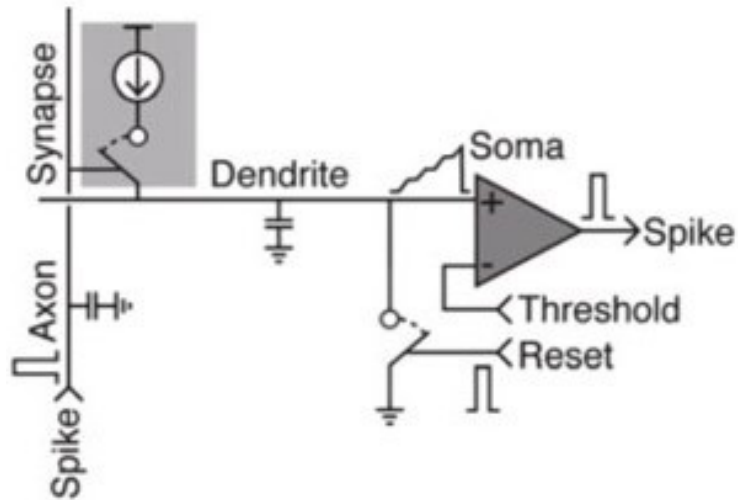 Synapse
Dendrite
Soma
+
-
Spike
Threshold
Reset
Axon
Spike